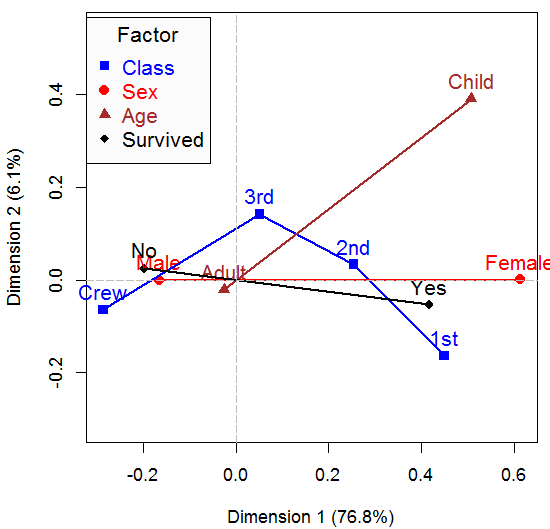 Factor
Class
Sex
Age
Survived
Child
3rd
No
Male
Adult
2nd
Female
Crew
Yes
1st
0.4
0.2
0.0
-0.2
Dimension 2 (6.1%)
-0.2
0.0
0.2
0.4
0.6
Dimension 1 (76.8%)